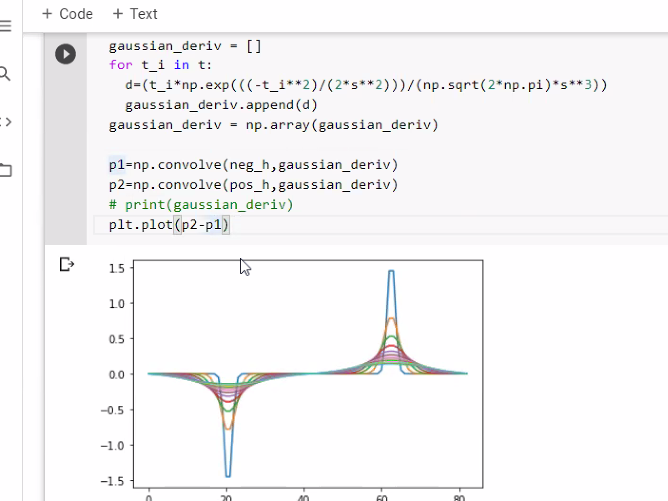 + Code + Text
gaussian_deriv = []
for t_i in t:
d=(t_i*np.exp(((-t_i**2)/(2*s**2)))/(np.sqrt(2*np.pi)*s**3))
gaussian_deriv.append(d)
gaussian_deriv = np.array(gaussian_deriv)
p1=np.convolve(neg_h,gaussian_deriv)
p2=np.convolve(pos_h,gaussian_deriv)
# print(gaussian_deriv)
plt.plot(p2-p1)
1.5
1.0
0.5
0.0
−0.5
−1.0
−1.5
0 20 40 60 80